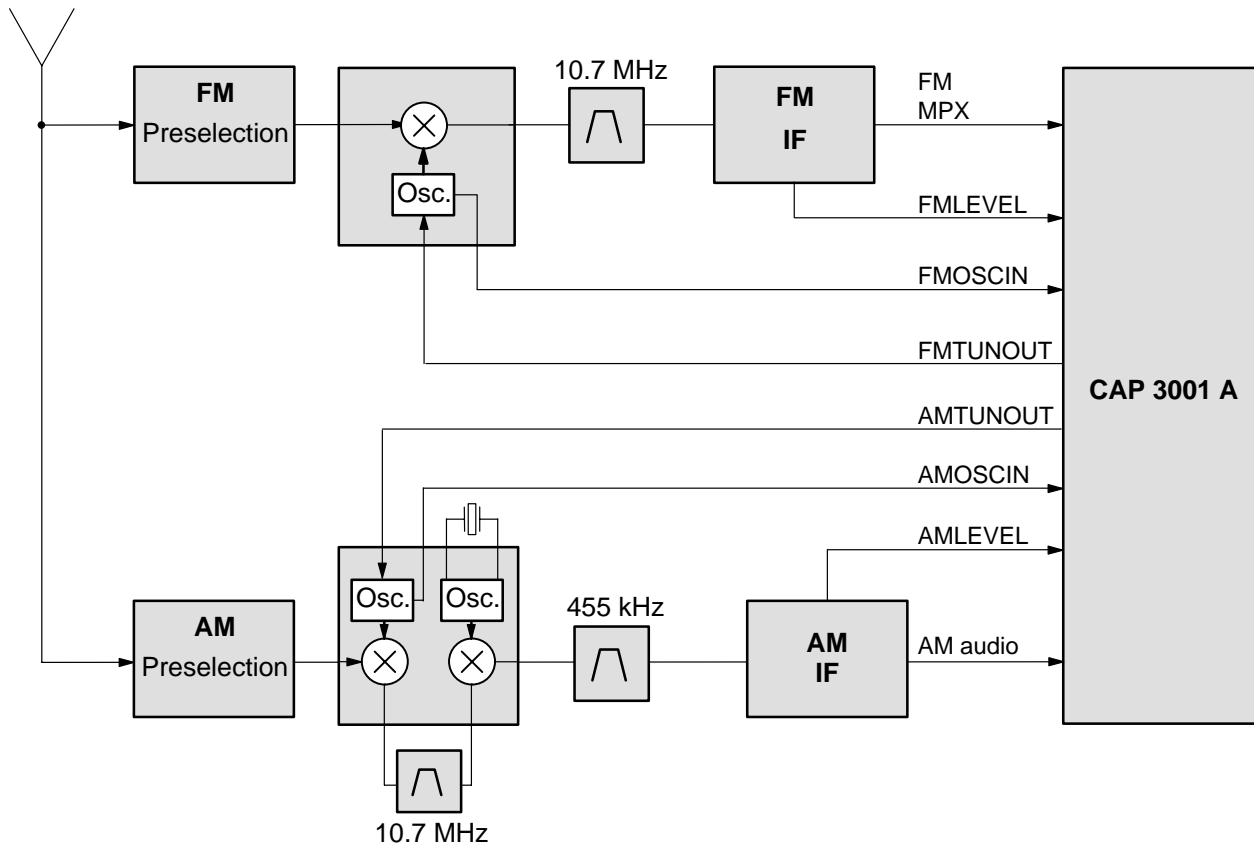 FM
Preselection
Osc.
10.7 MHz
FM
IF
FM
MPX
FMLEVEL
FMOSCIN
FMTUNOUT
AMTUNOUT
AMOSCIN
AMLEVEL
AM audio
CAP 3001 A
AM
Preselection
Osc.
Osc.
455 kHz
AM
IF
10.7 MHz